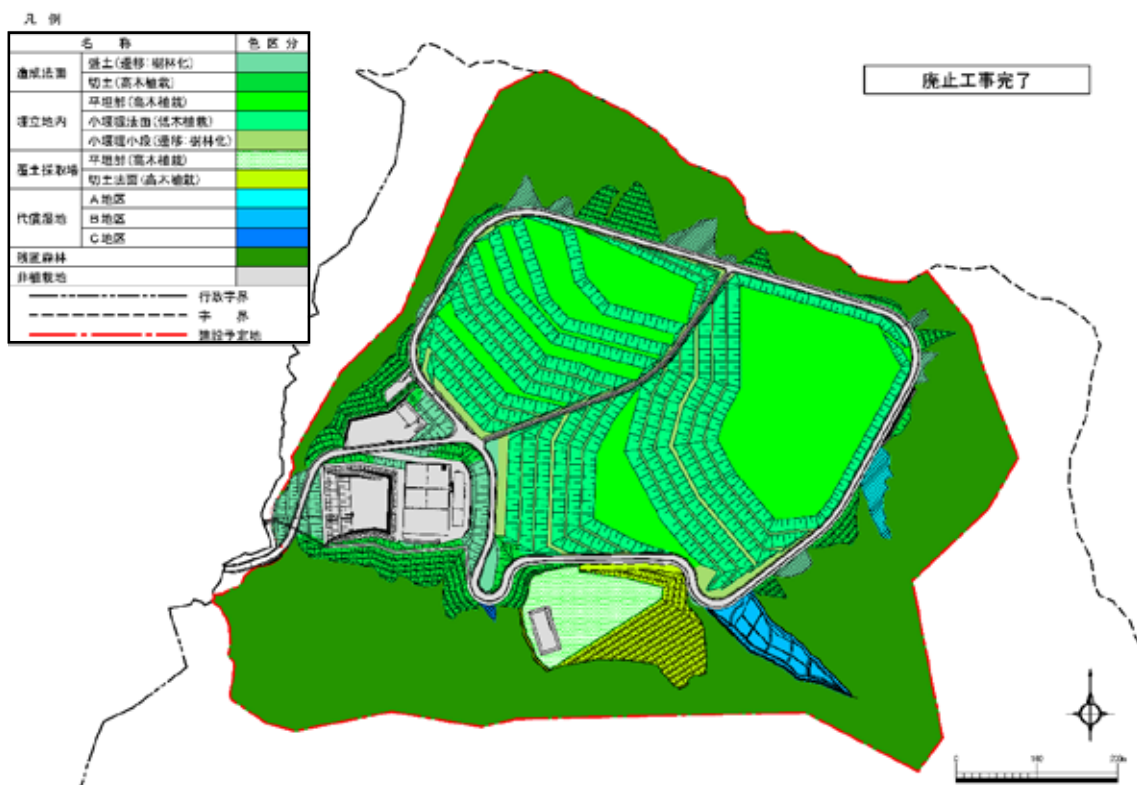 凡 例
名 称 色 区 分
造成法面 盛土(遷移:樹林化)
切土(高木植栽)
埋立地内 平坦部(高木植栽)
小堰堤法面(低木植栽)
小堰堤小段(遷移:樹林化)
覆土採取場 平坦部(高木植栽)
切土法面(高木植栽)
代償湿地 A地区
B地区
C地区
残置森林
非植栽地
行政字界
字 界
建設予定地
廃止工事完了
0 100 200m